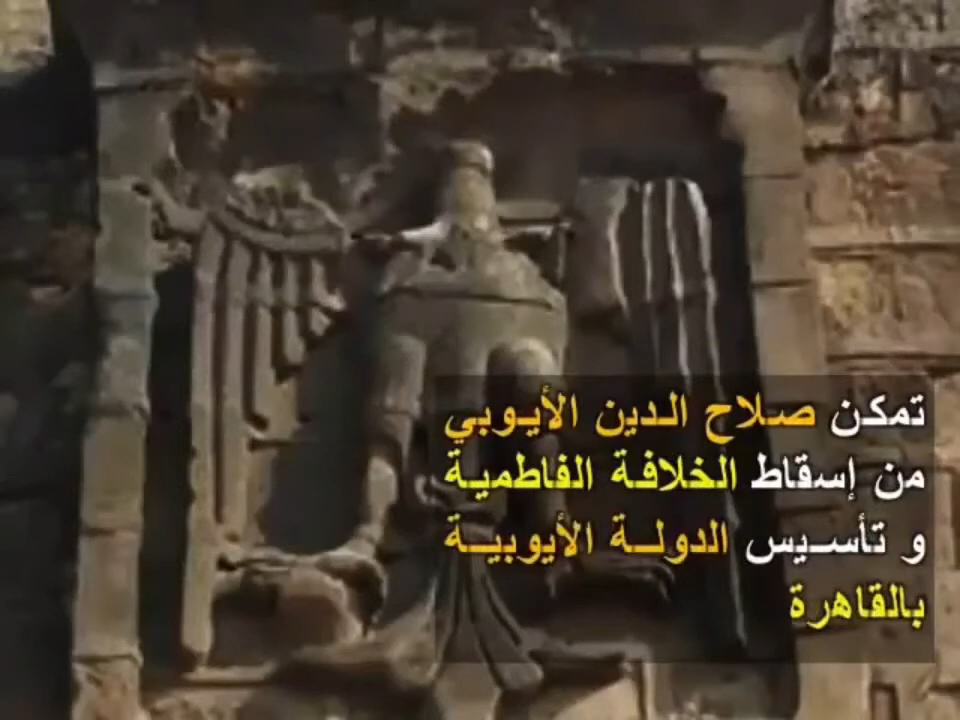 تمكن صلاح الدين الأيوبي
من إسقاط الخلافة الفاطمية
و تأسيس الدولة الأيوبية
بالقاهرة